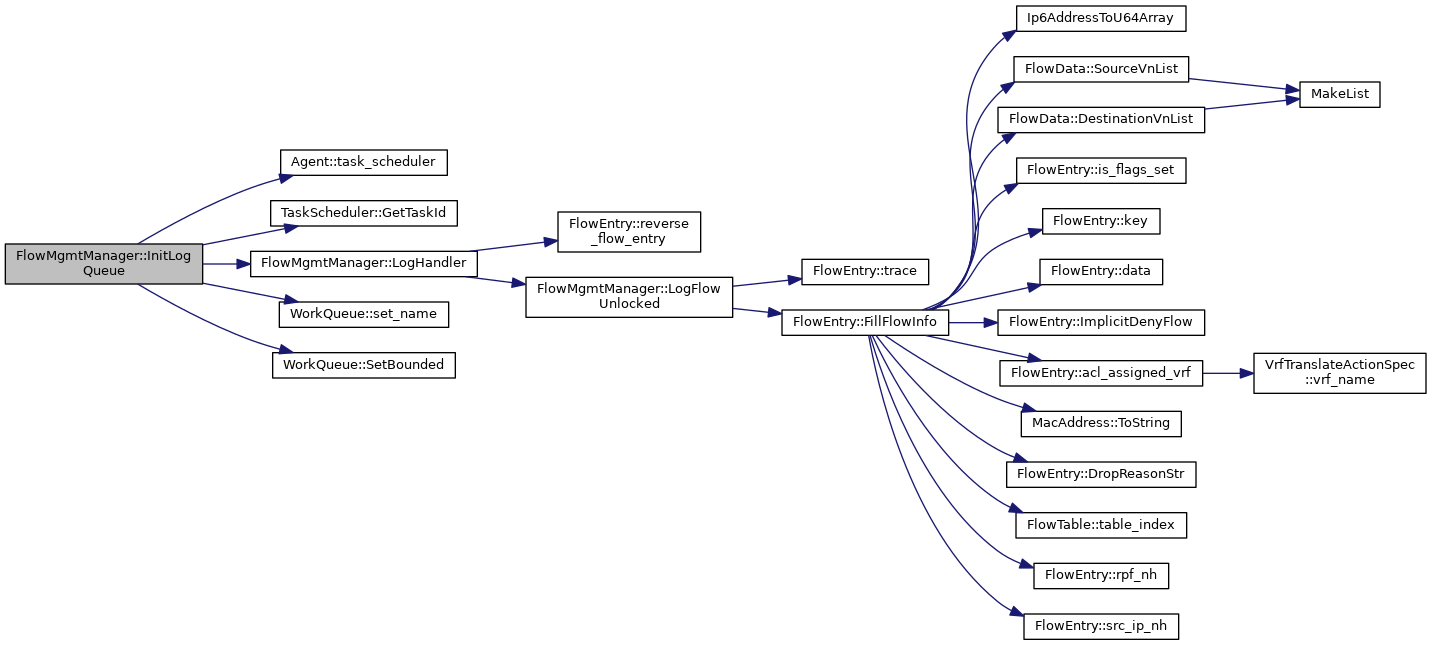 FlowMgmtManager::InitLog
Queue
Agent::task_scheduler
TaskScheduler::GetTaskId
FlowMgmtManager::LogHandler
WorkQueue::set_name
WorkQueue::SetBounded
FlowEntry::reverse
_flow_entry
FlowMgmtManager::LogFlow
Unlocked
FlowEntry::trace
FlowEntry::FillFlowInfo
Ip6AddressToU64Array
FlowData::SourceVnList
FlowData::DestinationVnList
FlowEntry::is_flags_set
FlowEntry::key
FlowEntry::data
FlowEntry::ImplicitDenyFlow
FlowEntry::acl_assigned_vrf
MacAddress::ToString
FlowEntry::DropReasonStr
FlowTable::table_index
FlowEntry::rpf_nh
FlowEntry::src_ip_nh
MakeList
VrfTranslateActionSpec
::vrf_name